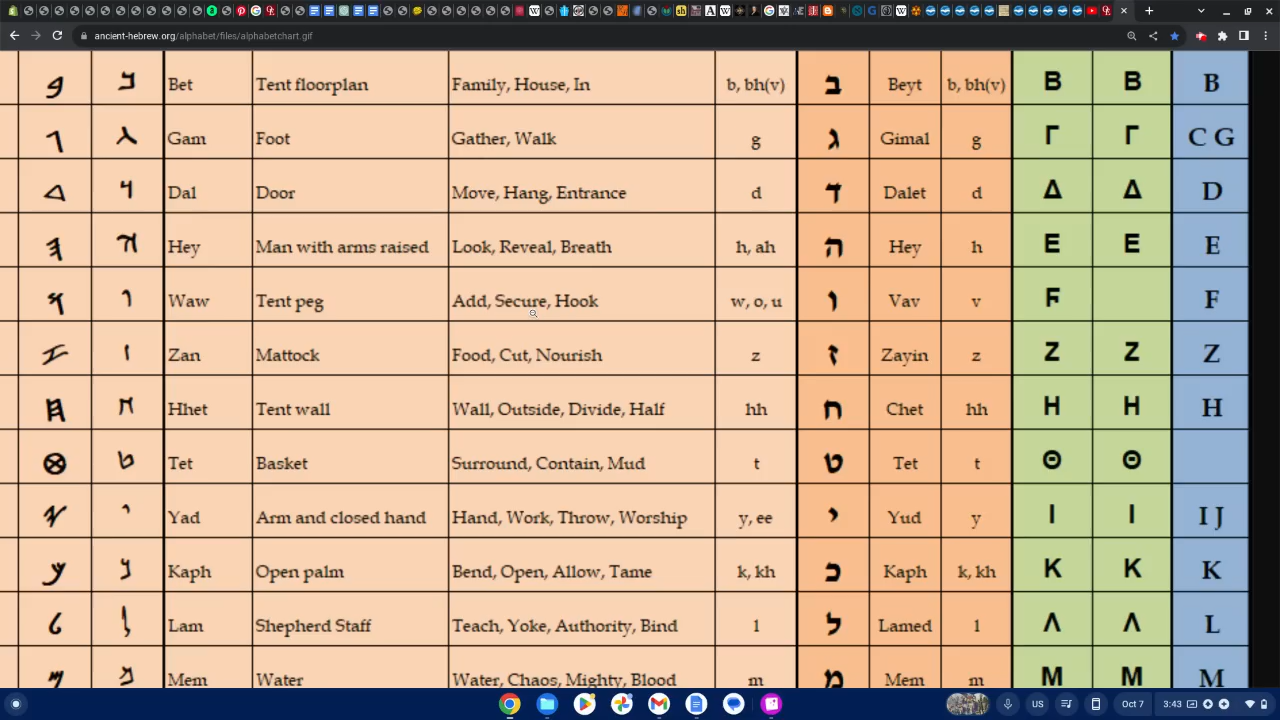 ancient-hebrew.org/alphabet/files/alphabetchart.gif
Bet Tent floorplan Family, House, In b, bh(v) ב Beyt b, bh(v) Β Β B
Gam Foot Gather, Walk g ג Gimal g Γ Γ C G
Dal Door Move, Hang, Entrance d ד Dalet d Δ Δ D
Hey Man with arms raised Look, Reveal, Breath h, ah ה Hey h Ε Ε E
Waw Tent peg Add, Secure, Hook w, o, u ו Vav v Ϝ F
Zan Mattock Food, Cut, Nourish z ז Zayin z Ζ Ζ Z
Hhet Tent wall Wall, Outside, Divide, Half hh ח Chet hh Η Η H
Tet Basket Surround, Contain, Mud t ט Tet t Θ Θ
Yad Arm and closed hand Hand, Work, Throw, Worship y, ee י Yud y Ι Ι I J
Kaph Open palm Bend, Open, Allow, Tame k, kh כ Kaph k, kh Κ Κ K
Lam Shepherd Staff Teach, Yoke, Authority, Bind l ל Lamed l Λ Λ L
Mem Water Water, Chaos, Mighty, Blood m מ Mem m Μ Μ M
US Oct 7 3:43